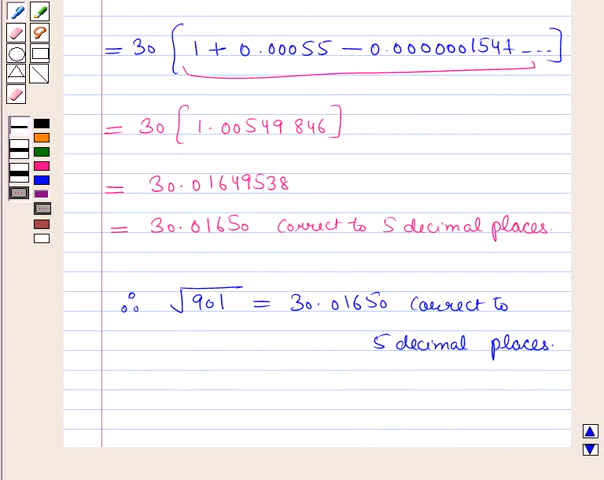 = 30 [ 1 + 0.00055 - 0.0000001547 ... ]
= 30 [ 1.00549846 ]
= 30.01649538
= 30.01650 correct to 5 decimal places.
∴ √901 = 30.01650 correct to
5 decimal places.